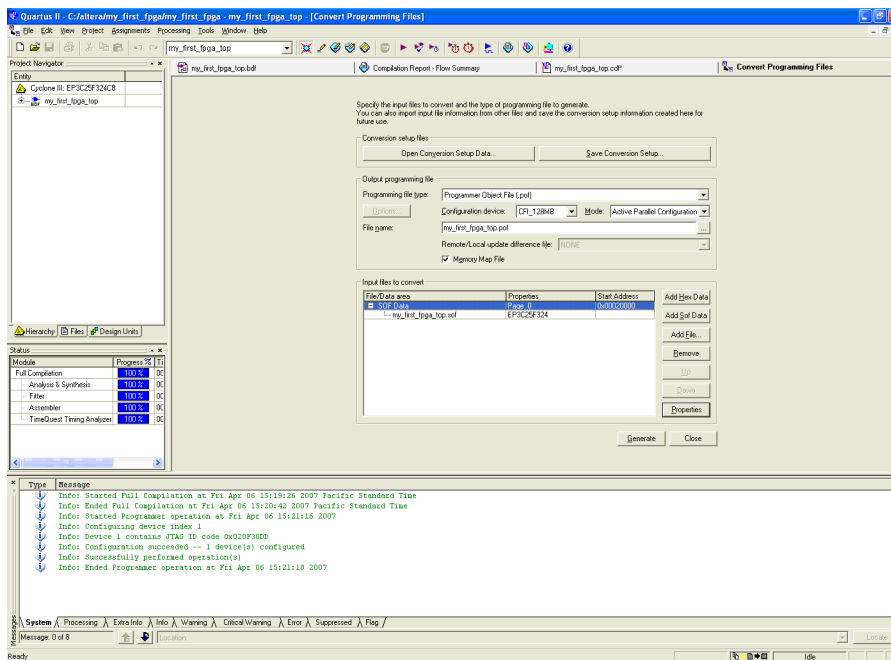 Quartus II - C:/altera/my_first_fpga/my_first_fpga - my_first_fpga_top - [Convert Programming Files]
File Edit View Project Assignments Processing Tools Window Help
my_first_fpga_top
Project Navigator
Entity
Cyclone III: EP3C25F324C8
my_first_fpga_top
Hierarchy Files Design Units
Status
Module Progress % Ti
Full Compilation 100 % 00
Analysis & Synthesis 100 % 00
Fitter 100 % 00
Assembler 100 % 00
TimeQuest Timing Analyzer 100 % 00
my_first_fpga_top.bdf Compilation Report - Flow Summary my_first_fpga_top.cdf* Convert Programming Files
Specify the input files to convert and the type of programming file to generate.
You can also import input file information from other files and save the conversion setup information created here for
future use.
Conversion setup files
Open Conversion Setup Data... Save Conversion Setup...
Output programming file
Programming file type: Programmer Object File (.pof)
Options... Configuration device: CFI_128MB Mode: Active Parallel Configuration
File name: my_first_fpga_top.pof ...
Remote/Local update difference file: NONE
Memory Map File
Input files to convert
File/Data area Properties Start Address
SOF Data Page_0 0x00020000
my_first_fpga_top.sof EP3C25F324
Add Hex Data
Add Sof Data
Add File...
Remove
Up
Down
Properties
Generate Close
Type Message
Info: Started Full Compilation at Fri Apr 06 15:19:26 2007 Pacific Standard Time
Info: Ended Full Compilation at Fri Apr 06 15:20:42 2007 Pacific Standard Time
Info: Started Programmer operation at Fri Apr 06 15:21:16 2007
Info: Configuring device index 1
Info: Device 1 contains JTAG ID code 0x020F30DD
Info: Configuration succeeded -- 1 device(s) configured
Info: Successfully performed operation(s)
Info: Ended Programmer operation at Fri Apr 06 15:21:18 2007
System Processing Extra Info Info Warning Critical Warning Error Suppressed Flag
Messages
Message: 0 of 8 Location Locate
Ready Idle